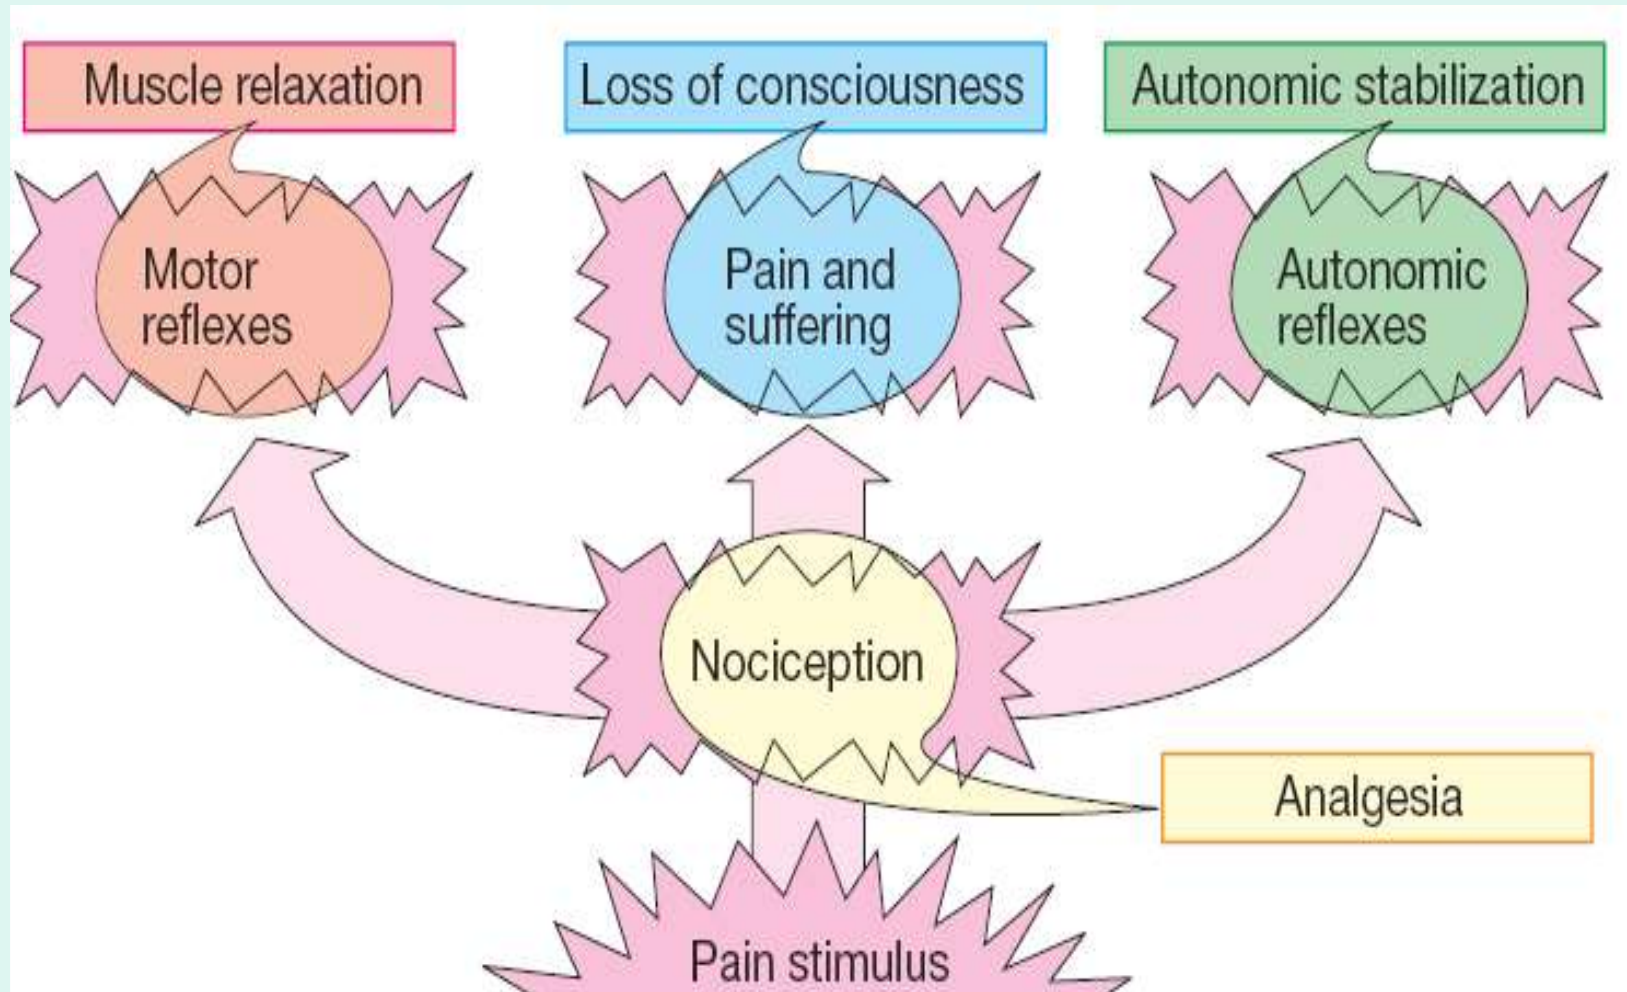 Muscle relaxation
Loss of consciousness
Autonomic stabilization
Motor
reflexes
Pain and
suffering
Autonomic
reflexes
Nociception
Analgesia
Pain stimulus